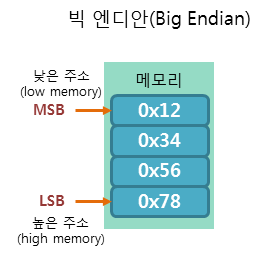 빅 엔디안(Big Endian)
낮은 주소
(low memory)
메모리
MSB
0x12
0x34
0x56
LSB
0x78
높은 주소
(high memory)